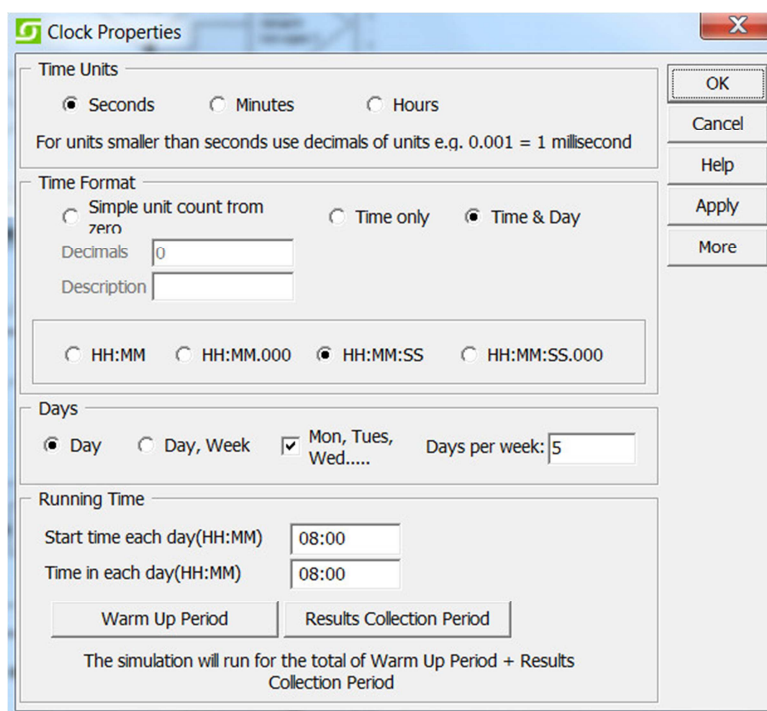 Clock Properties
X
Time Units
Seconds Minutes Hours
For units smaller than seconds use decimals of units e.g. 0.001 = 1 millisecond
Time Format
Simple unit count from
zero
Time only Time & Day
Decimals 0
Description
HH:MM HH:MM.000 HH:MM:SS HH:MM:SS.000
Days
Day Day, Week Mon, Tues,
Wed.....
Days per week: 5
Running Time
Start time each day(HH:MM) 08:00
Time in each day(HH:MM) 08:00
Warm Up Period Results Collection Period
The simulation will run for the total of Warm Up Period + Results
Collection Period
OK
Cancel
Help
Apply
More